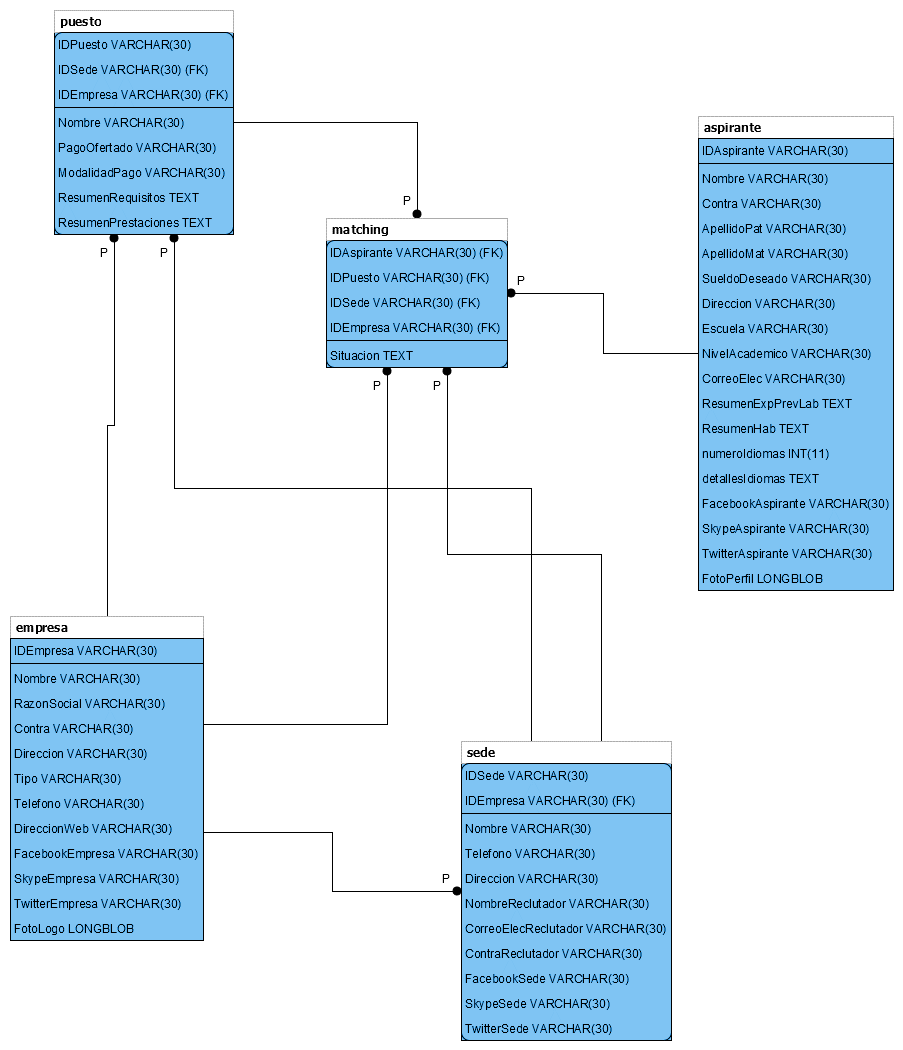 puesto
IDPuesto VARCHAR(30)
IDSede VARCHAR(30) (FK)
IDEmpresa VARCHAR(30) (FK)
Nombre VARCHAR(30)
PagoOfertado VARCHAR(30)
ModalidadPago VARCHAR(30)
ResumenRequisitos TEXT
ResumenPrestaciones TEXT
P
P
P
matching
IDAspirante VARCHAR(30) (FK)
IDPuesto VARCHAR(30) (FK)
IDSede VARCHAR(30) (FK)
IDEmpresa VARCHAR(30) (FK)
Situacion TEXT
P
P
P
aspirante
IDAspirante VARCHAR(30)
Nombre VARCHAR(30)
Contra VARCHAR(30)
ApellidoPat VARCHAR(30)
ApellidoMat VARCHAR(30)
SueldoDeseado VARCHAR(30)
Direccion VARCHAR(30)
Escuela VARCHAR(30)
NivelAcademico VARCHAR(30)
CorreoElec VARCHAR(30)
ResumenExpPrevLab TEXT
ResumenHab TEXT
numeroIdiomas INT(11)
detallesIdiomas TEXT
FacebookAspirante VARCHAR(30)
SkypeAspirante VARCHAR(30)
TwitterAspirante VARCHAR(30)
FotoPerfil LONGBLOB
empresa
IDEmpresa VARCHAR(30)
Nombre VARCHAR(30)
RazonSocial VARCHAR(30)
Contra VARCHAR(30)
Direccion VARCHAR(30)
Tipo VARCHAR(30)
Telefono VARCHAR(30)
DireccionWeb VARCHAR(30)
FacebookEmpresa VARCHAR(30)
SkypeEmpresa VARCHAR(30)
TwitterEmpresa VARCHAR(30)
FotoLogo LONGBLOB
P
sede
IDSede VARCHAR(30)
IDEmpresa VARCHAR(30) (FK)
Nombre VARCHAR(30)
Telefono VARCHAR(30)
Direccion VARCHAR(30)
NombreReclutador VARCHAR(30)
CorreoElecReclutador VARCHAR(30)
ContraReclutador VARCHAR(30)
FacebookSede VARCHAR(30)
SkypeSede VARCHAR(30)
TwitterSede VARCHAR(30)